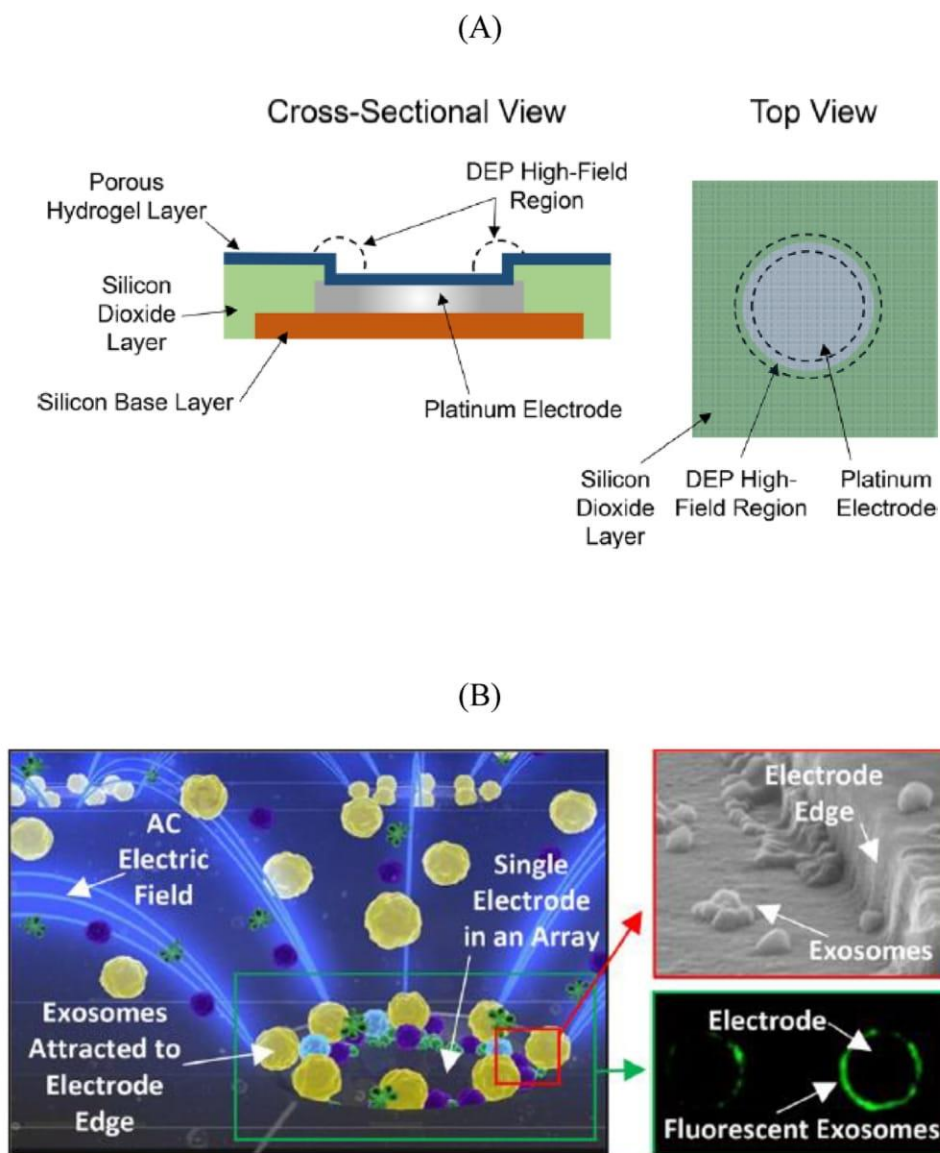 (A)
Cross-Sectional View
Top View
Porous
Hydrogel Layer
DEP High-Field
Region
Silicon
Dioxide
Layer
Silicon Base Layer
Platinum Electrode
Silicon
Dioxide
Layer
DEP High-
Field Region
Platinum
Electrode
(B)
AC
Electric
Field
Single
Electrode
in an Array
Exosomes
Attracted to
Electrode
Edge
Electrode
Edge
Exosomes
Electrode
Fluorescent Exosomes